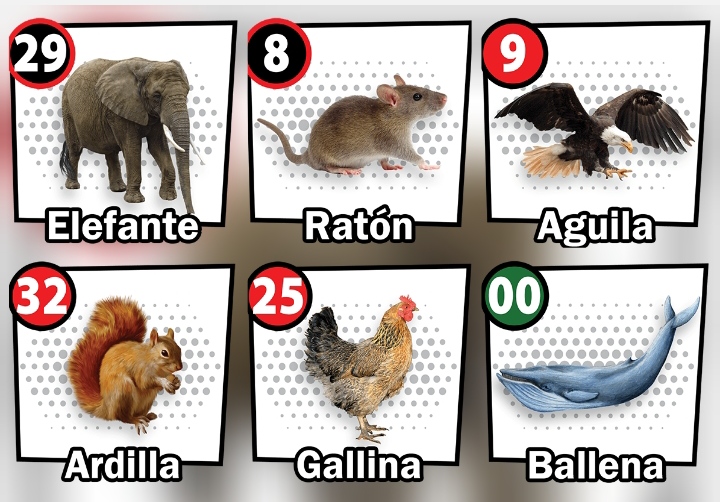 29
8
9
Elefante
Ratón
Aguila
32
25
00
Ardilla
Gallina
Ballena